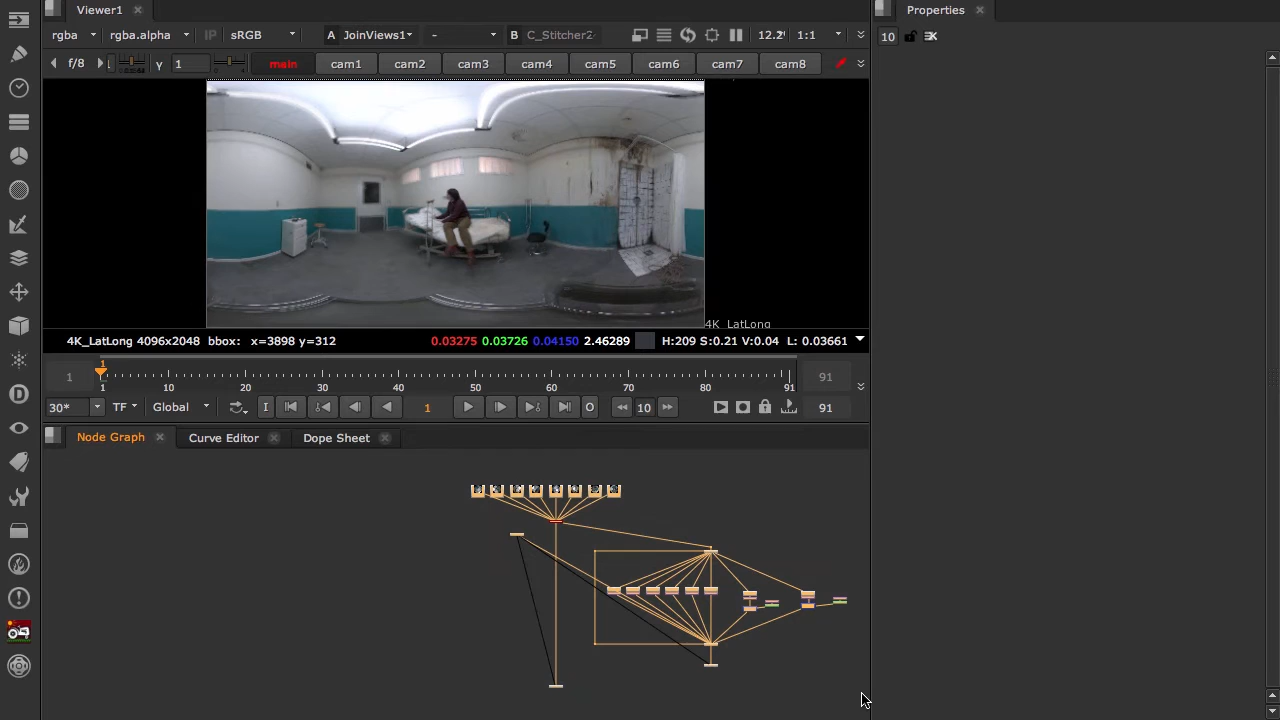 Viewer1
Properties
rgba
rgba.alpha
IP
sRGB
A JoinViews1
-
B
C_Stitcher2
1:1
10
f/8
γ
1
main
cam1
cam2
cam3
cam4
cam5
cam6
cam7
cam8
4K_LatLong
4K_LatLong 4096x2048 bbox: x=3898 y=312
0.03275 0.03726 0.04150 2.46289
H:209 S:0.21 V:0.04 L: 0.03661
1
1
1
10
20
30
40
50
60
70
80
91
91
30*
TF
Global
I
1
O
10
91
Node Graph
Curve Editor
Dope Sheet
D